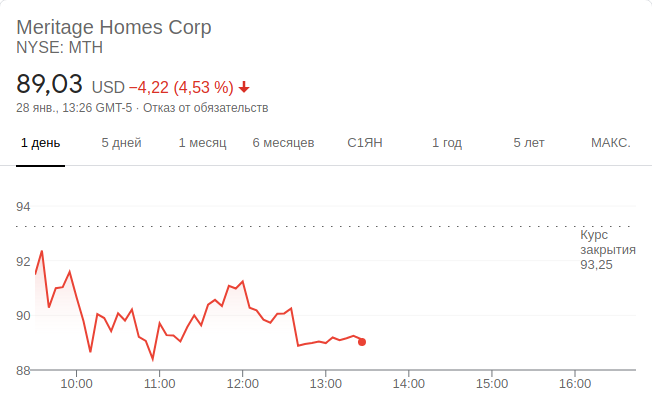 Meritage Homes Corp
NYSE: MTH
89,03 USD −4,22 (4,53 %)
28 янв., 13:26 GMT-5 · Отказ от обязательств
1 день 5 дней 1 месяц 6 месяцев С1ЯН 1 год 5 лет МАКС.
94
Курс
закрытия
93,25
92
90
88
10:00 11:00 12:00 13:00 14:00 15:00 16:00